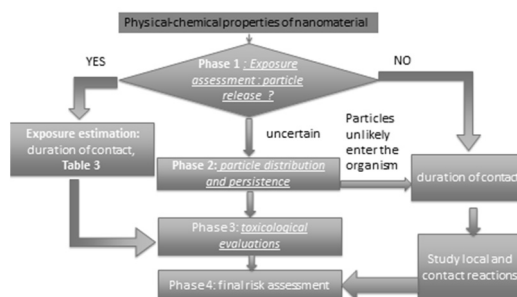 Physical-chemical properties of nanomaterial
YES
NO
Phase 1 : Exposure
assessment : particle
release ?
Exposure estimation:
duration of contact,
Table 3
uncertain
Particles
unlikely
enter the
organism
Phase 2: particle distribution
and persistence
duration of contact
Phase 3: toxicological
evaluations
Study local and
contact reactions
Phase 4: final risk assessment